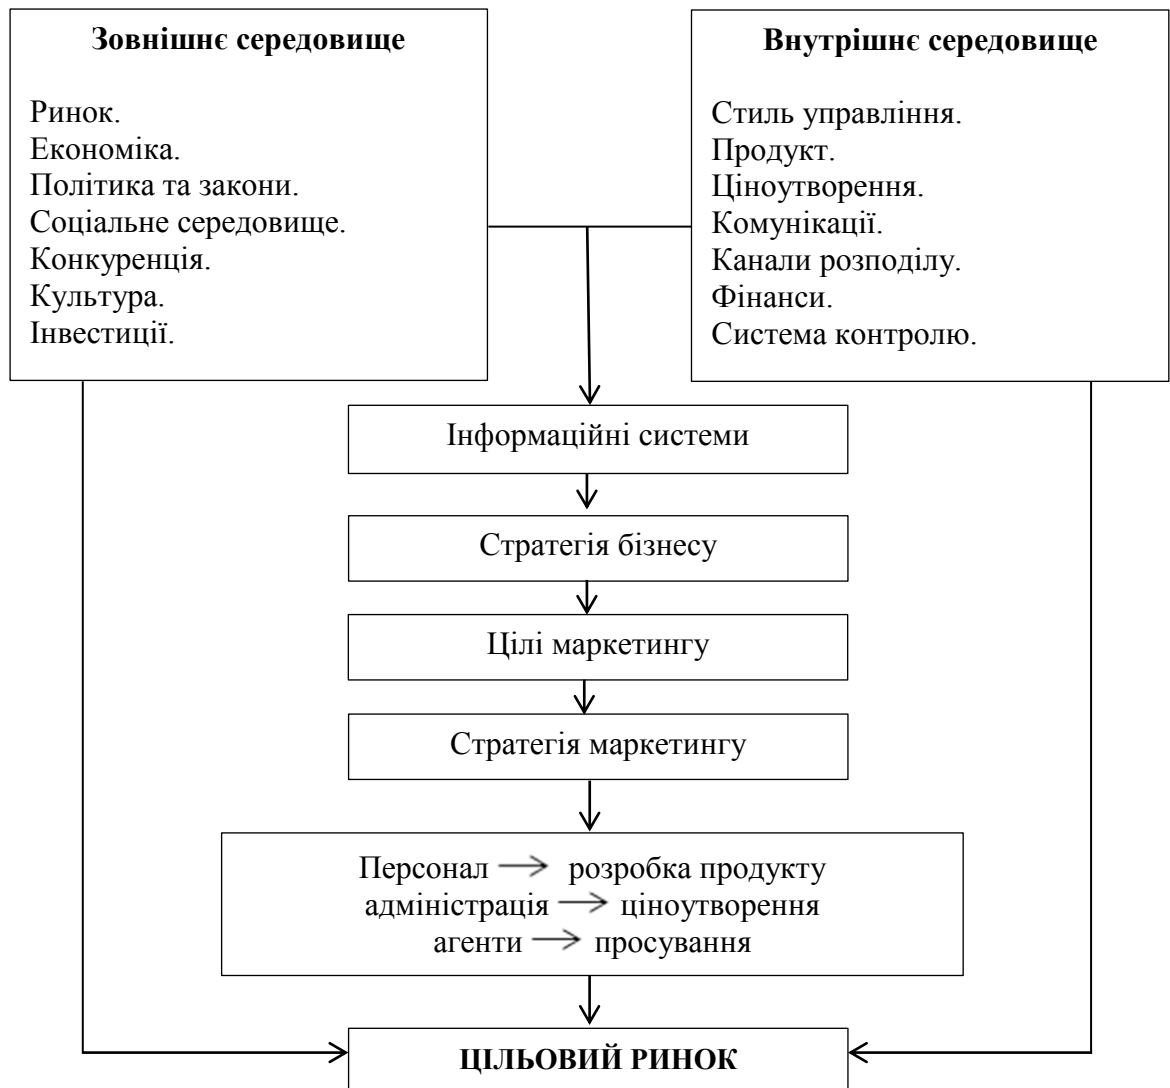 Зовнішнє середовище
Ринок.
Економіка.
Політика та закони.
Соціальне середовище.
Конкуренція.
Культура.
Інвестиції.
Внутрішнє середовище
Стиль управління.
Продукт.
Ціноутворення.
Комунікації.
Канали розподілу.
Фінанси.
Система контролю.
Інформаційні системи
Стратегія бізнесу
Цілі маркетингу
Стратегія маркетингу
Персонал → розробка продукту
адміністрація → ціноутворення
агенти → просування
ЦІЛЬОВИЙ РИНОК